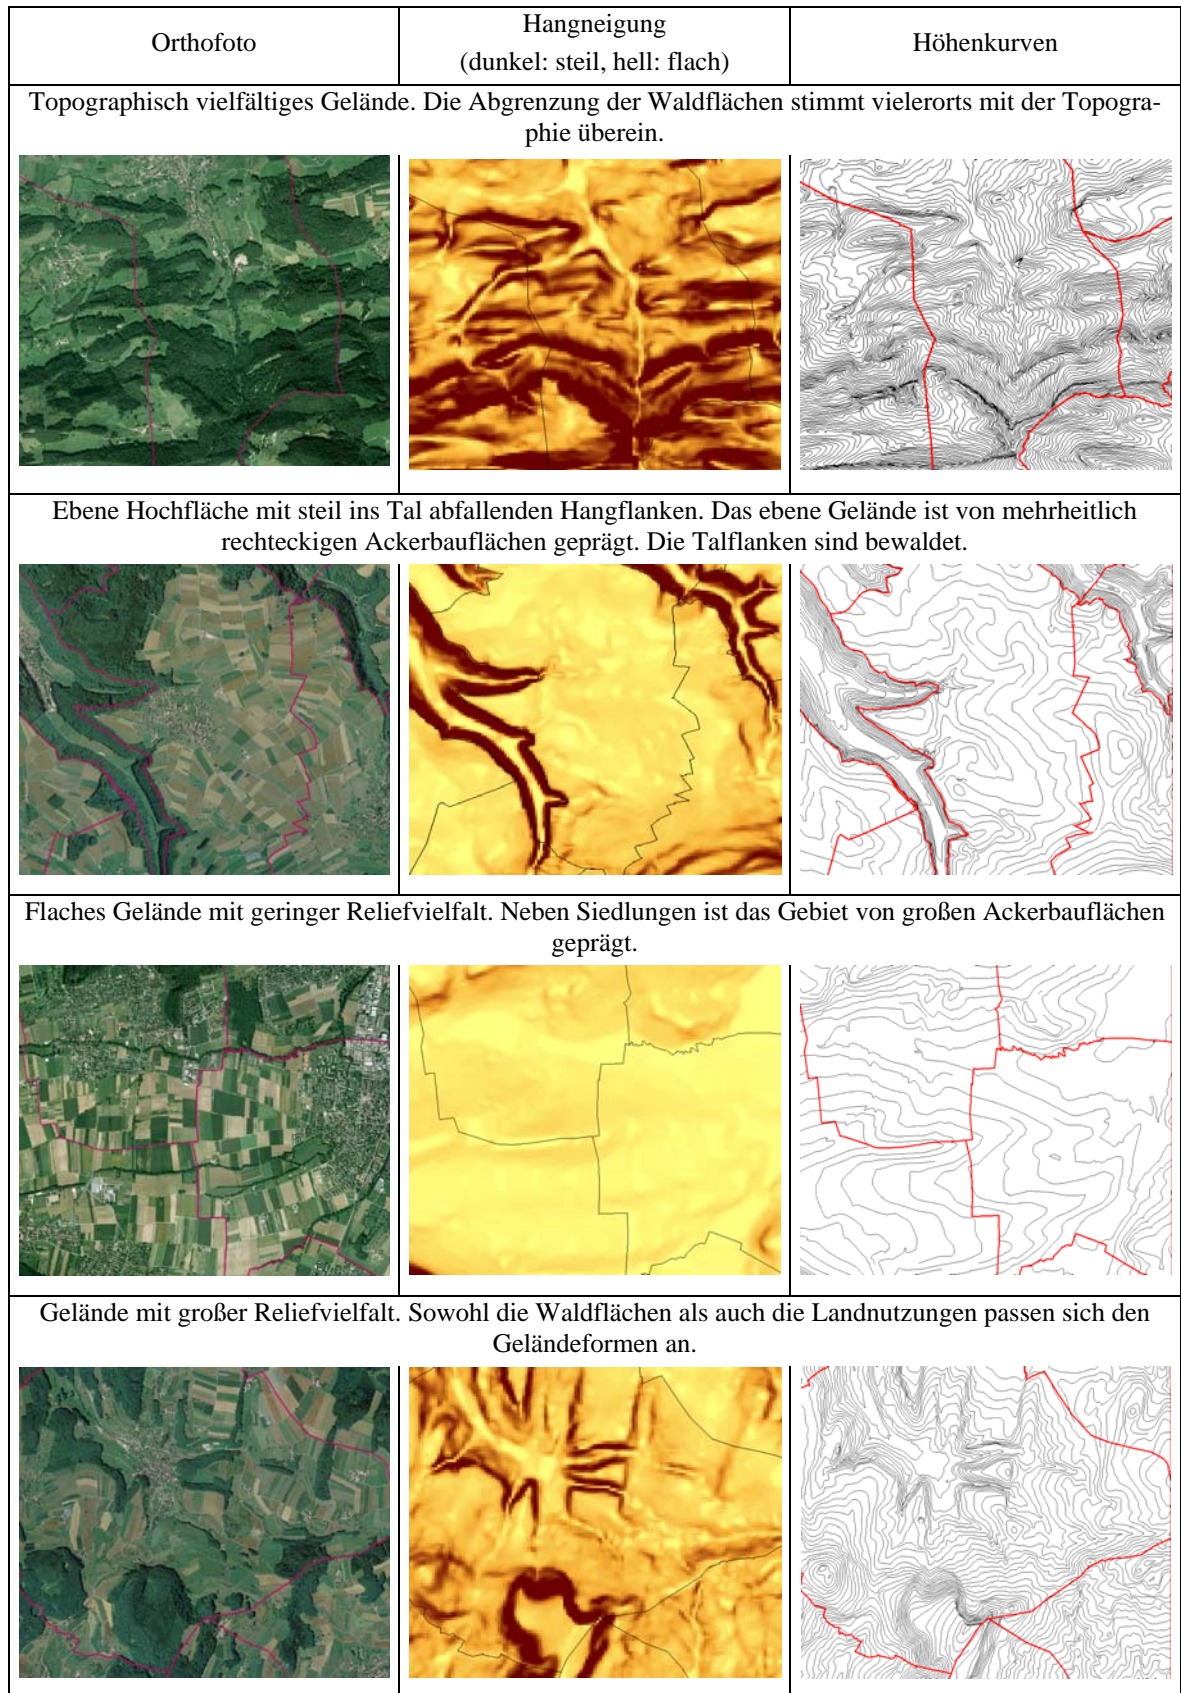 Orthofoto
Hangneigung
(dunkel: steil, hell: flach)
Höhenkurven
Topographisch vielfältiges Gelände. Die Abgrenzung der Waldflächen stimmt vielerorts mit der Topogra-
phie überein.
Ebene Hochfläche mit steil ins Tal abfallenden Hangflanken. Das ebene Gelände ist von mehrheitlich
rechteckigen Ackerbauflächen geprägt. Die Talflanken sind bewaldet.
Flaches Gelände mit geringer Reliefvielfalt. Neben Siedlungen ist das Gebiet von großen Ackerbauflächen
geprägt.
Gelände mit großer Reliefvielfalt. Sowohl die Waldflächen als auch die Landnutzungen passen sich den
Geländeformen an.